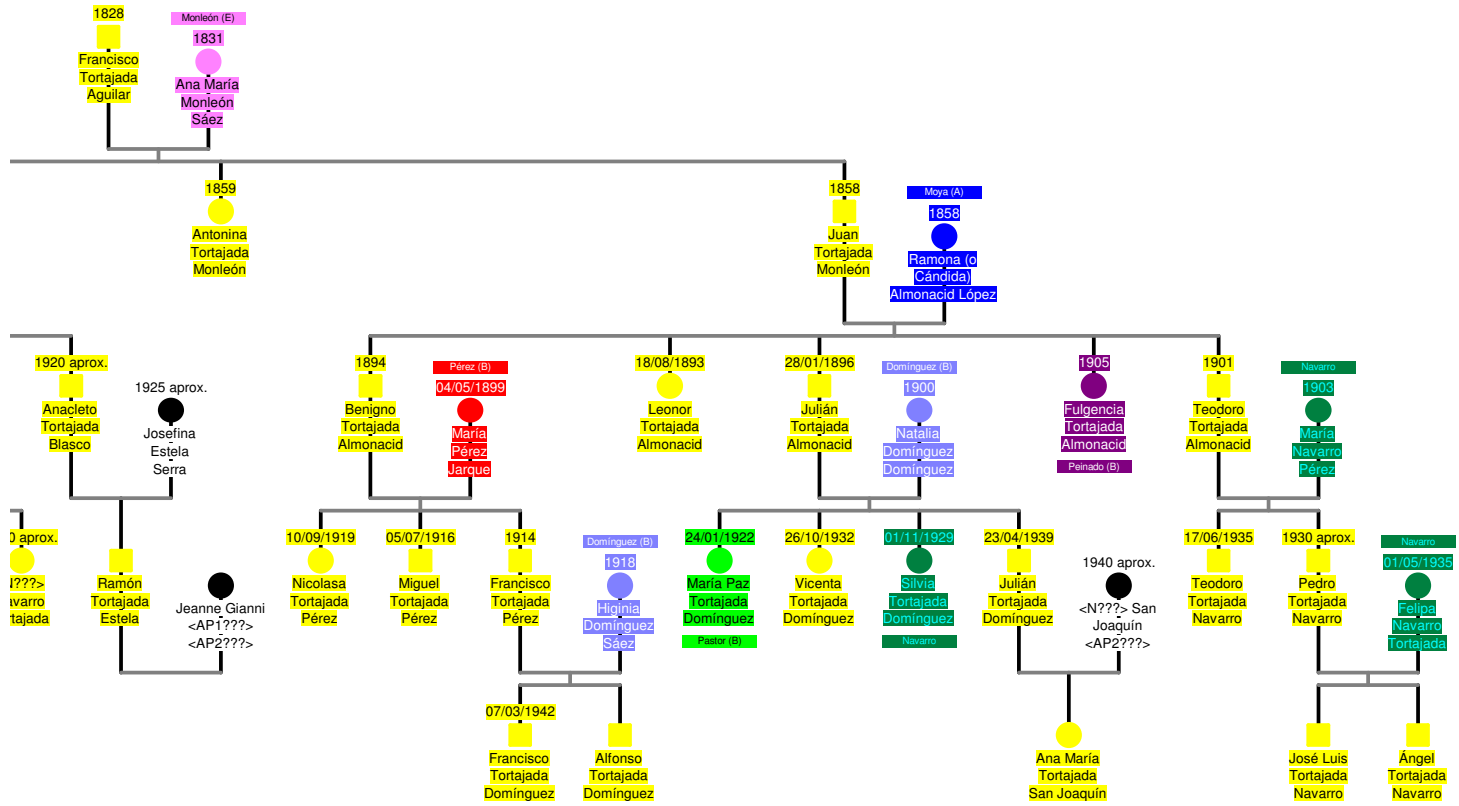 1828
Francisco
Tortajada
Aguilar
Monleón (E)
1831
Ana María
Monleón
Sáez
1859
Antonina
Tortajada
Monleón
1858
Juan
Tortajada
Monleón
Moya (A)
1858
Ramona (o
Cándida)
Almonacid López
1920 aprox.
Anacleto
Tortajada
Blasco
1925 aprox.
Josefina
Estela
Serra
1894
Benigno
Tortajada
Almonacid
Pérez (B)
04/05/1899
María
Pérez
Jarque
18/08/1893
Leonor
Tortajada
Almonacid
28/01/1896
Julián
Tortajada
Almonacid
Domínguez (B)
1900
Natalia
Domínguez
Domínguez
1905
Fulgencia
Tortajada
Almonacid
Peinado (B)
1901
Teodoro
Tortajada
Almonacid
Navarro
1903
María
Navarro
Pérez
0 aprox.
N???>
avarro
rtajada
Ramón
Tortajada
Estela
Jeanne Gianni
<AP1???>
<AP2???>
10/09/1919
Nicolasa
Tortajada
Pérez
05/07/1916
Miguel
Tortajada
Pérez
1914
Francisco
Tortajada
Pérez
Domínguez (B)
1918
Higinia
Domínguez
Sáez
24/01/1922
María Paz
Tortajada
Domínguez
Pastor (B)
26/10/1932
Vicenta
Tortajada
Domínguez
01/11/1929
Silvía
Tortajada
Domínguez
Navarro
23/04/1939
Julián
Tortajada
Domínguez
1940 aprox.
<N???> San
Joaquín
<AP2???>
17/06/1935
Teodoro
Tortajada
Navarro
1930 aprox.
Pedro
Tortajada
Navarro
Navarro
01/05/1935
Felipa
Navarro
Tortajada
07/03/1942
Francisco
Tortajada
Domínguez
Alfonso
Tortajada
Domínguez
Ana María
Tortajada
San Joaquín
José Luis
Tortajada
Navarro
Ángel
Tortajada
Navarro